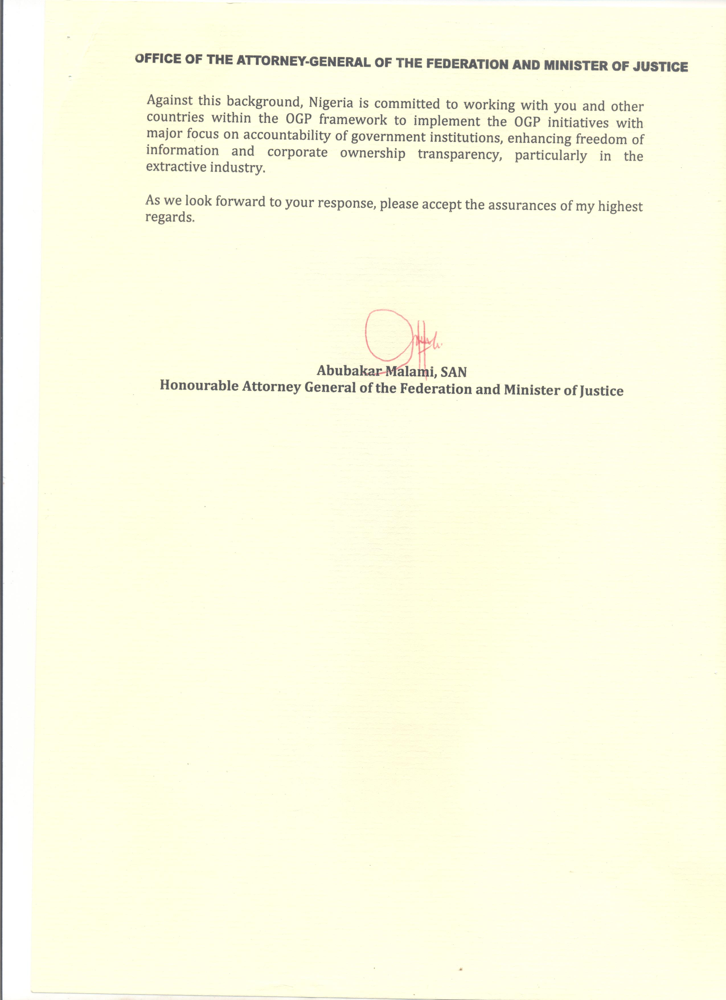 OFFICE OF THE ATTORNEY-GENERAL OF THE FEDERATION AND MINISTER OF JUSTICE
Against this background, Nigeria is committed to working with you and other
countries within the OGP framework to implement the OGP initiatives with
major focus on accountability of government institutions, enhancing freedom of
information and corporate ownership transparency, particularly in the
extractive industry.
As we look forward to your response, please accept the assurances of my highest
regards.
Abubakar Malami, SAN
Honourable Attorney General of the Federation and Minister of Justice